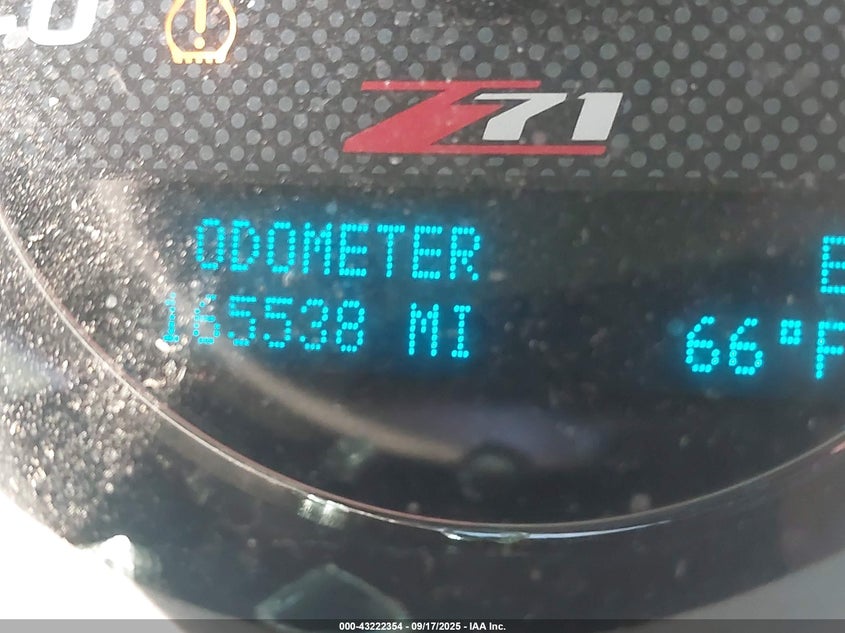 Z71
ODOMETER
165538 MI
66°F
000-43222354 - 09/17/2025 - IAA Inc.